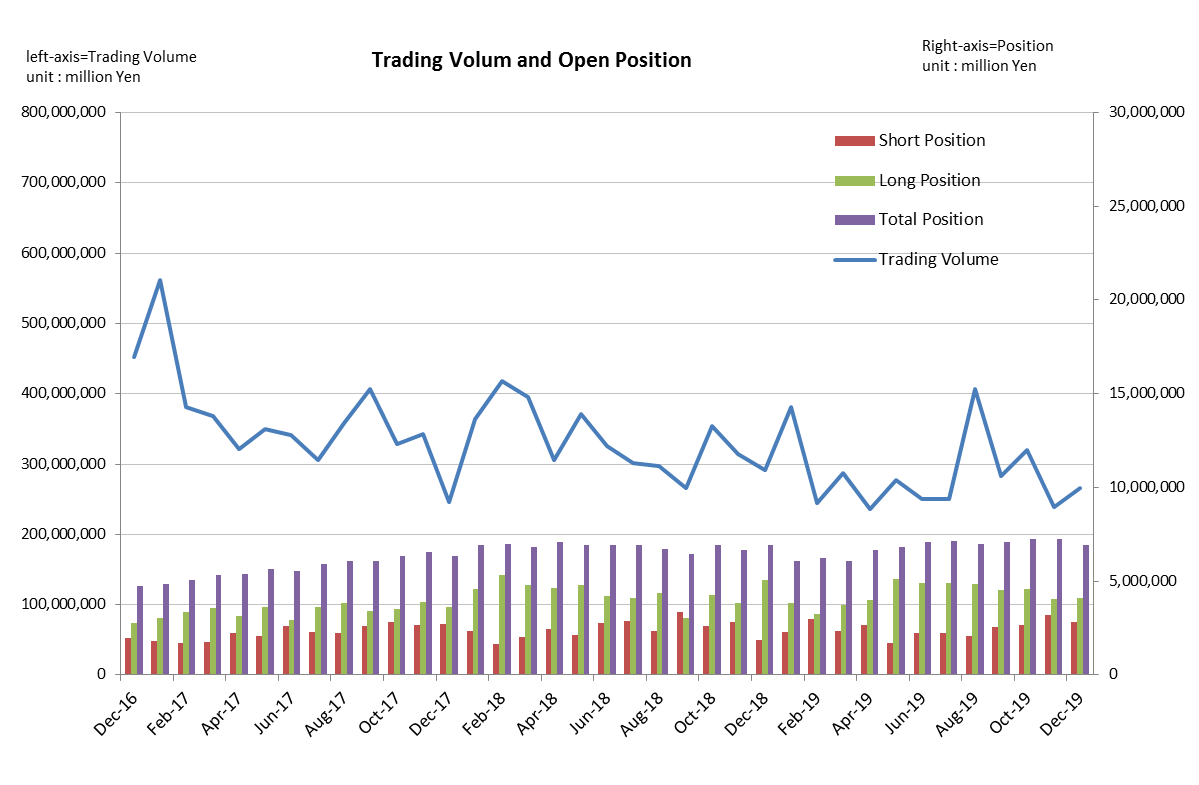 left-axis=Trading Volume
unit : million Yen
Trading Volum and Open Position
Right-axis=Position
unit : million Yen
800,000,000
700,000,000
600,000,000
500,000,000
400,000,000
300,000,000
200,000,000
100,000,000
0
30,000,000
25,000,000
20,000,000
15,000,000
10,000,000
5,000,000
0
Short Position
Long Position
Total Position
Trading Volume
Dec-16
Feb-17
Apr-17
Jun-17
Aug-17
Oct-17
Dec-17
Feb-18
Apr-18
Jun-18
Aug-18
Oct-18
Dec-18
Feb-19
Apr-19
Jun-19
Aug-19
Oct-19
Dec-19